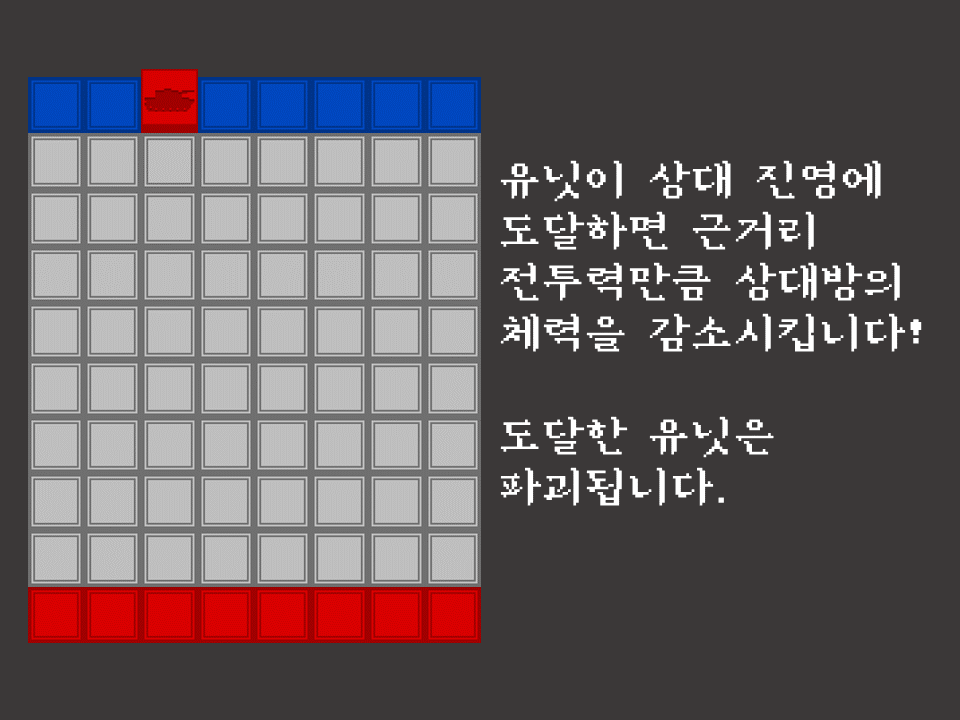 유닛이 상대 진영에
도달하면 근거리
전투력만큼 상대방의
체력을 감소시킵니다!
도달한 유닛은
파괴됩니다.